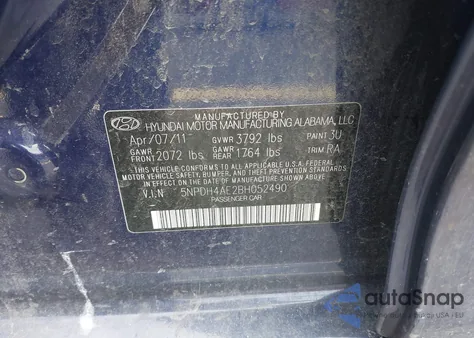 MANUFACTURED BY
HYUNDAI MOTOR MANUFACTURING ALABAMA, LLC
Apr/07/11 GVWR 3792 lbs PAINT 3U
GAWR FRONT 2072 lbs GAWR REAR 1764 lbs TRIM RA
THIS VEHICLE CONFORMS TO ALL APPLICABLE U.S. FEDERAL
MOTOR VEHICLE SAFETY, BUMPER, AND THEFT PREVENTION
STANDARDS IN EFFECT ON THE DATE OF MANUFACTURE SHOWN ABOVE.
V.I.N 5NPDH4AE2BH052490
PASSENGER CAR
autoSnap
USA / EU